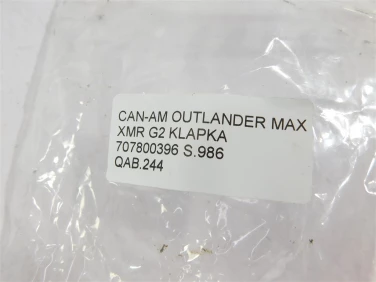 CAN-AM OUTLANDER MAX
XMR G2 KLAPKA
707800396 S.986
QAB.244